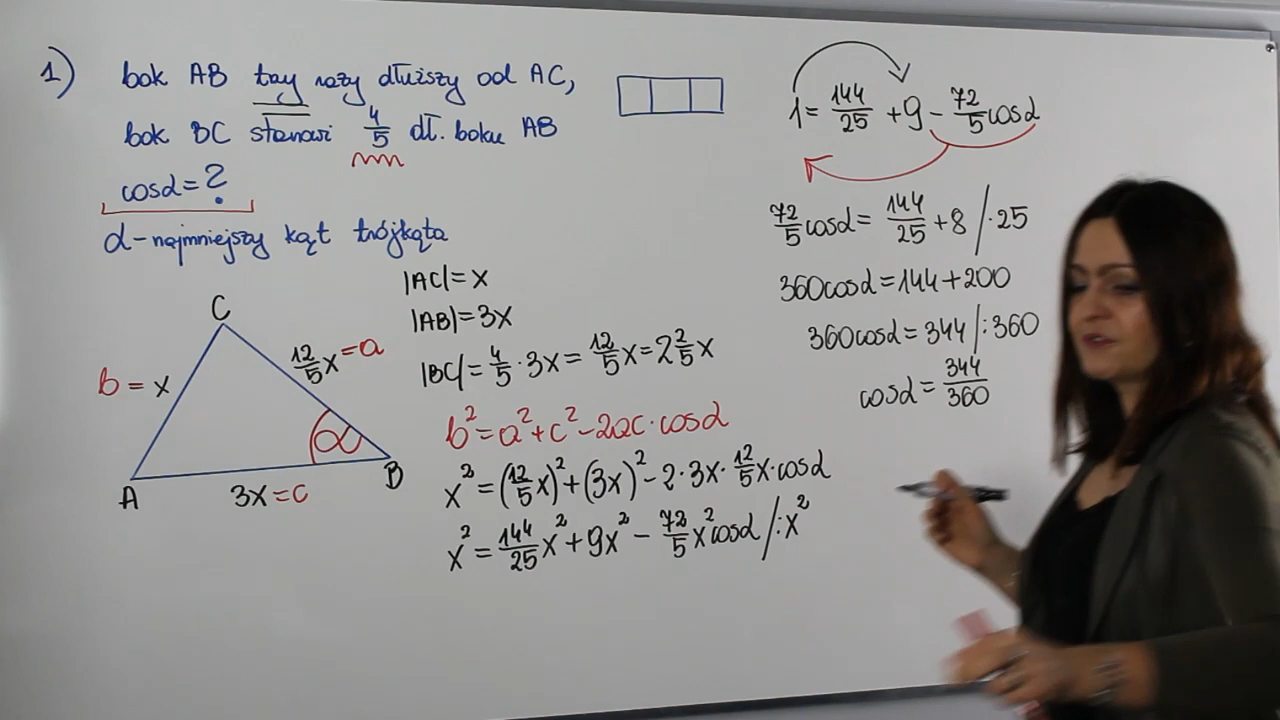 1) bok AB trzy razy dłuższy od AC,
bok BC stanowi 4/5 dł. boku AB
cosα = ?
α - najmniejszy kąt trójkąta
|AC| = x
|AB| = 3x
|BC| = 4/5 · 3x = 12/5 x = 2 2/5 x
b² = a² + c² - 2ac · cosα
x² = (12/5 x)² + (3x)² - 2 · 3x · 12/5 x · cosα
x² = 144/25 x² + 9x² - 72/5 x² cosα /: x²
C
12/5 x = a
b = x
α
A
3x = c
B
1 = 144/25 + 9 - 72/5 cosα
72/5 cosα = 144/25 + 8 / · 25
360cosα = 144 + 200
360cosα = 344 /: 360
cosα = 344/360